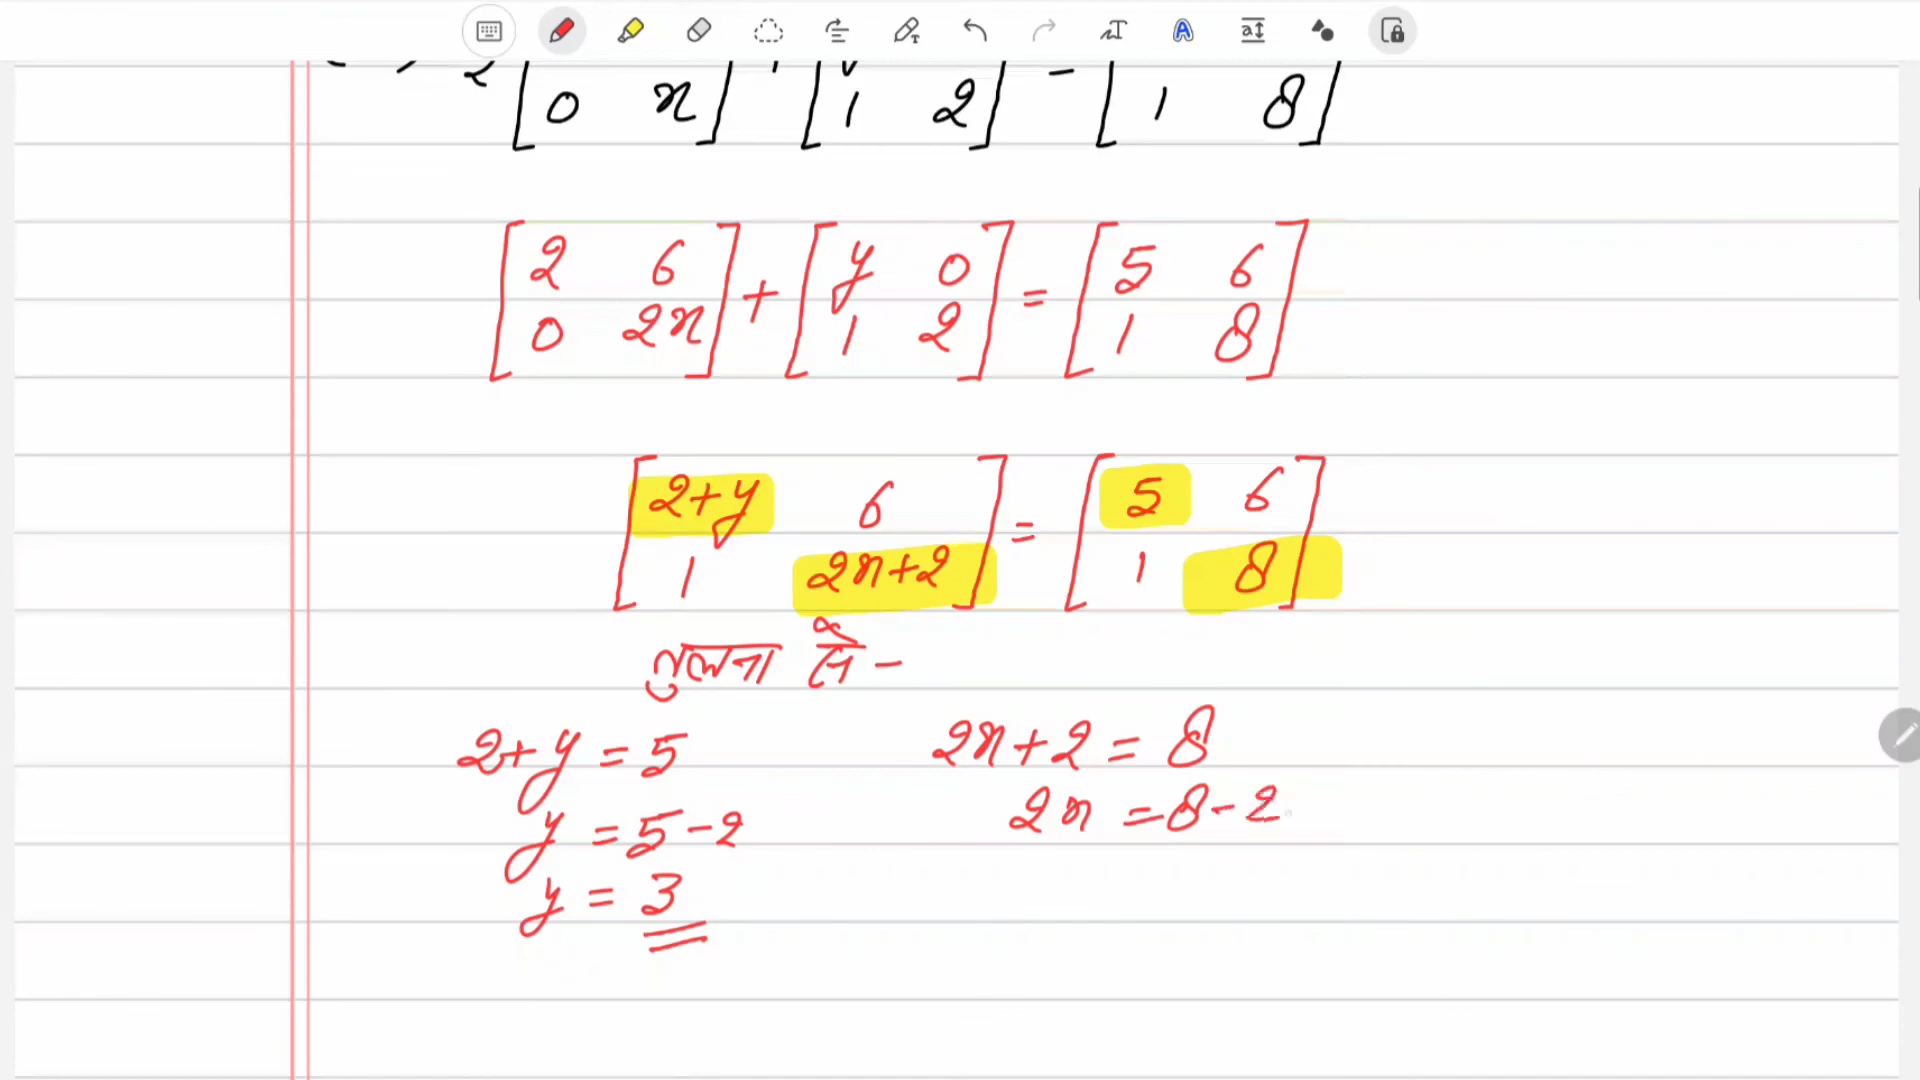 2 [ + [ = [
0 x ] 1 2 ] 1 8 ]
[ 2 6 ] + [ y 0 ] = [ 5 6 ]
[ 0 2x ] [ 1 2 ] [ 1 8 ]
[ 2+y 6 ] = [ 5 6 ]
[ 1 2x+2 ] [ 1 8 ]
तुलना से –
2+y = 5 2x+2 = 8
y = 5-2 2x = 8-2
y = 3